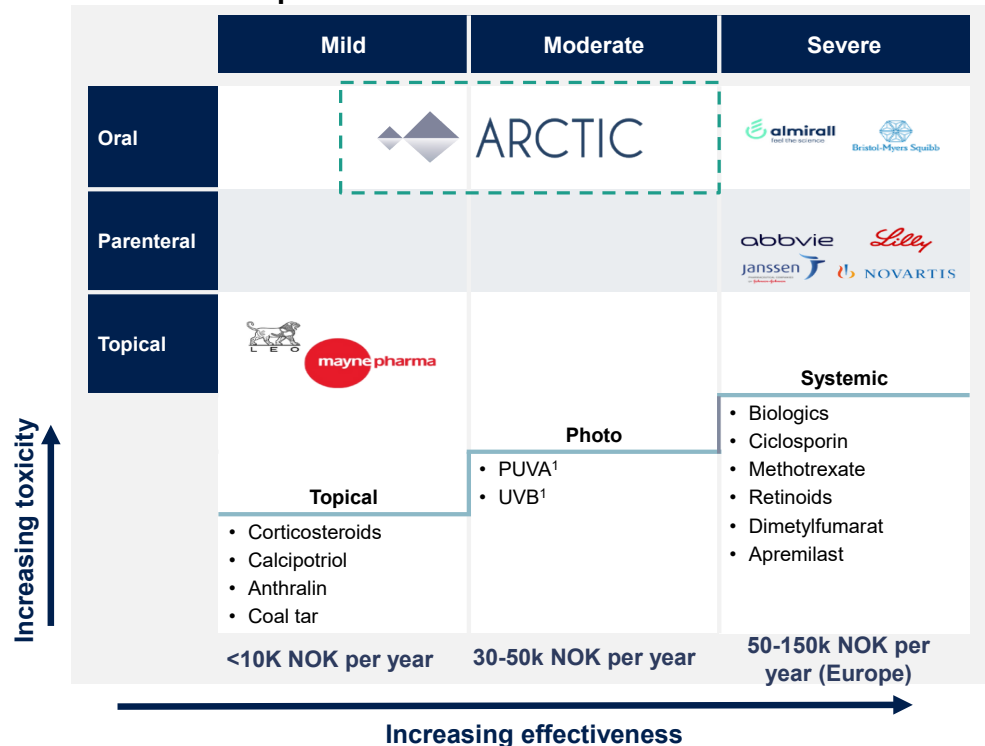 Mild
Moderate
Severe
Oral
ARCTIC
almirall
feel the science
Bristol-Myers Squibb
Parenteral
abbvie
Lilly
janssen
NOVARTIS
Topical
LEO
maynepharma
Systemic
• Biologics
• Ciclosporin
• Methotrexate
• Retinoids
• Dimetylfumarat
• Apremilast
Photo
• PUVA¹
• UVB¹
Topical
• Corticosteroids
• Calcipotriol
• Anthralin
• Coal tar
<10K NOK per year
30-50k NOK per year
50-150k NOK per
year (Europe)
Increasing toxicity
Increasing effectiveness